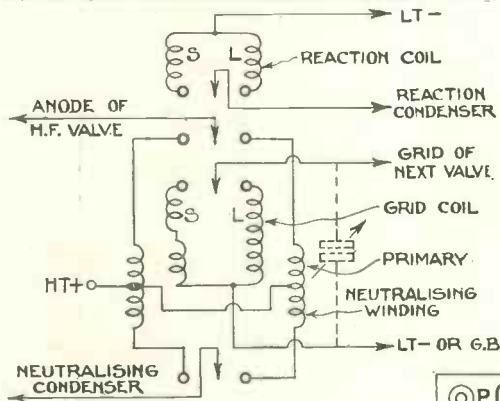 LT-
S L
REACTION COIL
ANODE OF
H.F. VALVE
REACTION
CONDENSER
GRID OF
NEXT VALVE
S L
GRID COIL
PRIMARY
HT+
NEUTRALISING
WINDING
NEUTRALISING
CONDENSER
LT- OR G.B
P